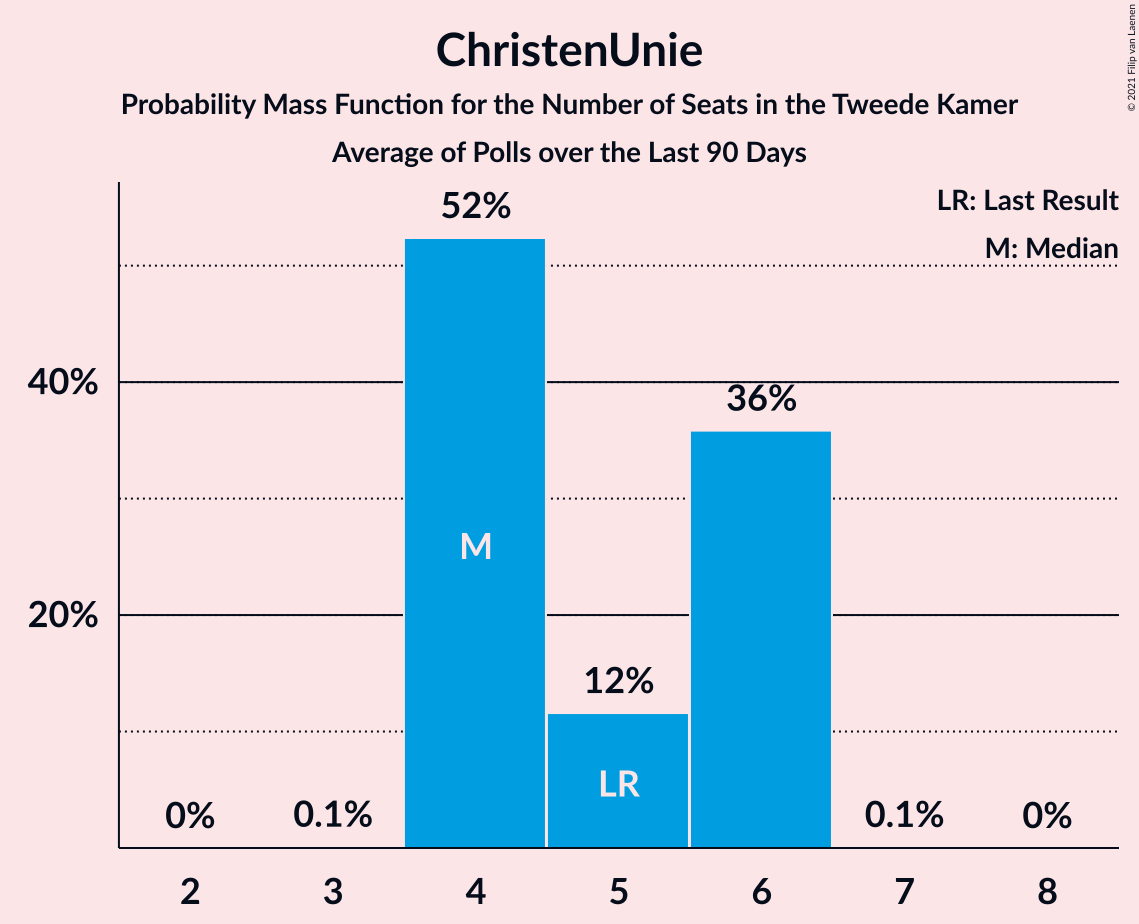 ChristenUnie
Probability Mass Function for the Number of Seats in the Tweede Kamer
Average of Polls over the Last 90 Days
© 2021 Filip van Laenen
LR: Last Result
M: Median
52%
40%
36%
M
20%
12%
LR
0%
0.1%
0.1%
0%
2 3 4 5 6 7 8